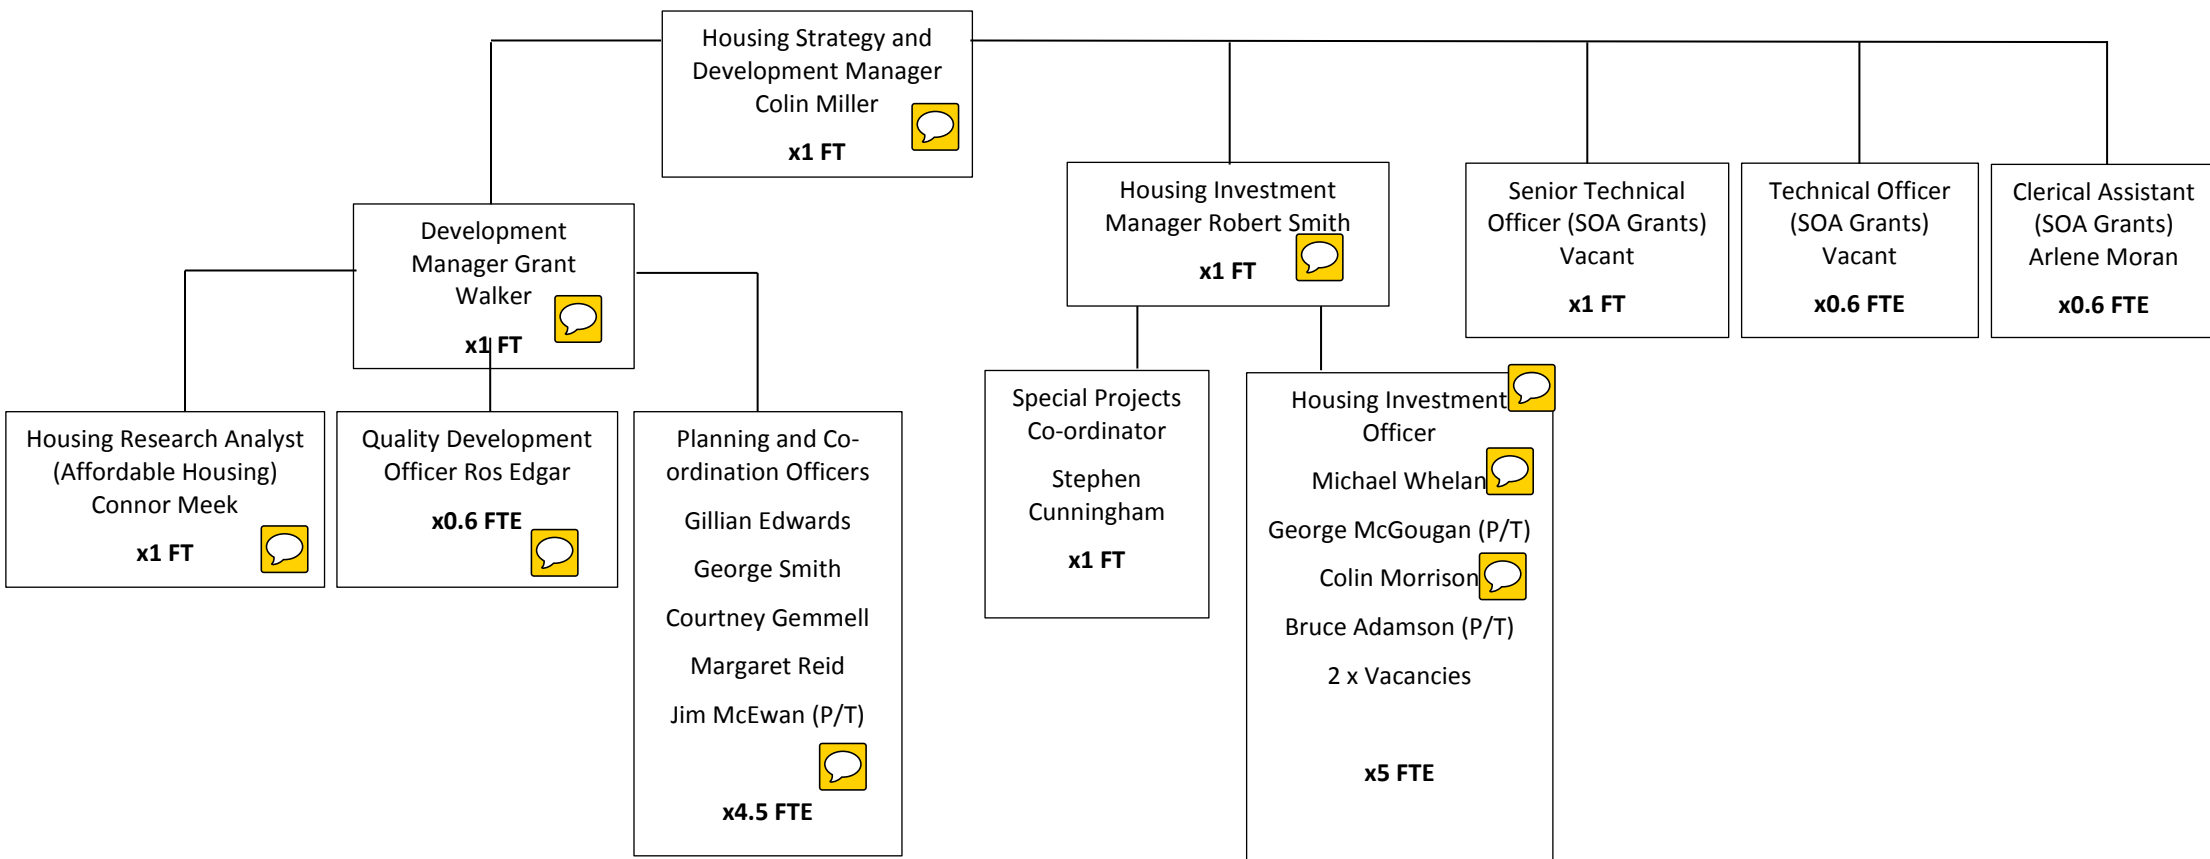 Housing Strategy and
Development Manager
Colin Miller
x1 FT
Development
Manager Grant
Walker
x1 FT
Housing Investment
Manager Robert Smith
x1 FT
Senior Technical
Officer (SOA Grants)
Vacant
x1 FT
Technical Officer
(SOA Grants)
Vacant
x0.6 FTE
Clerical Assistant
(SOA Grants)
Arlene Moran
x0.6 FTE
Housing Research Analyst
(Affordable Housing)
Connor Meek
x1 FT
Quality Development
Officer Ros Edgar
x0.6 FTE
Planning and Co-
ordination Officers
Gillian Edwards
George Smith
Courtney Gemmell
Margaret Reid
Jim McEwan (P/T)
x4.5 FTE
Special Projects
Co-ordinator
Stephen
Cunningham
x1 FT
Housing Investment
Officer
Michael Whelan
George McGougan (P/T)
Colin Morrison
Bruce Adamson (P/T)
2 x Vacancies
x5 FTE